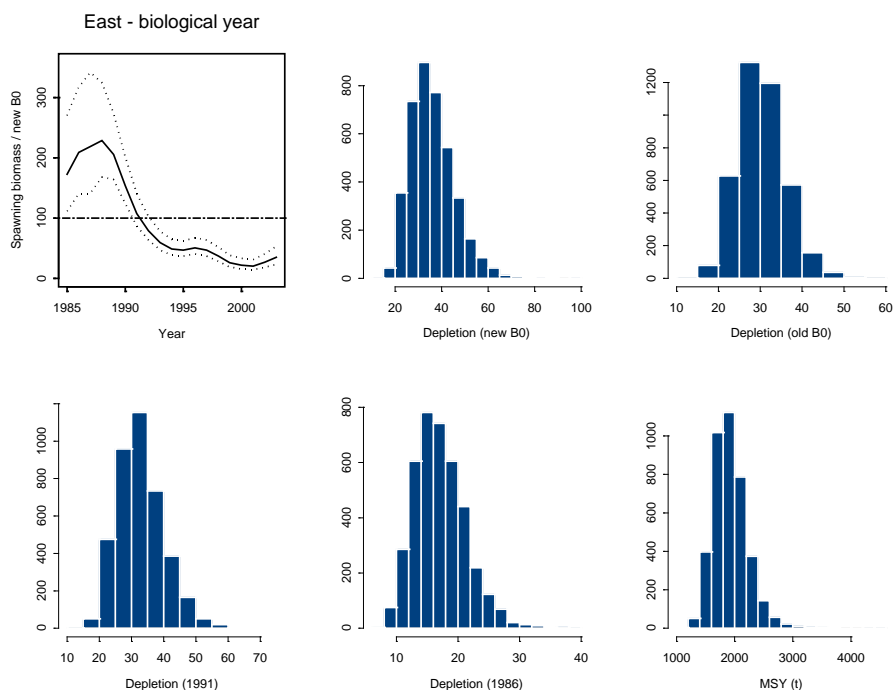 East - biological year
Spawning biomass / new B0
0 100 200 300
1985 1990 1995 2000
Year
0 200 400 600 800
20 40 60 80 100
Depletion (new B0)
0 200 400 600 800 1200
10 20 30 40 50 60
Depletion (old B0)
0 200 400 600 800 1000
10 20 30 40 50 60 70
Depletion (1991)
0 200 400 600 800
10 20 30 40
Depletion (1986)
0 200 400 600 800 1000
1000 2000 3000 4000
MSY (t)